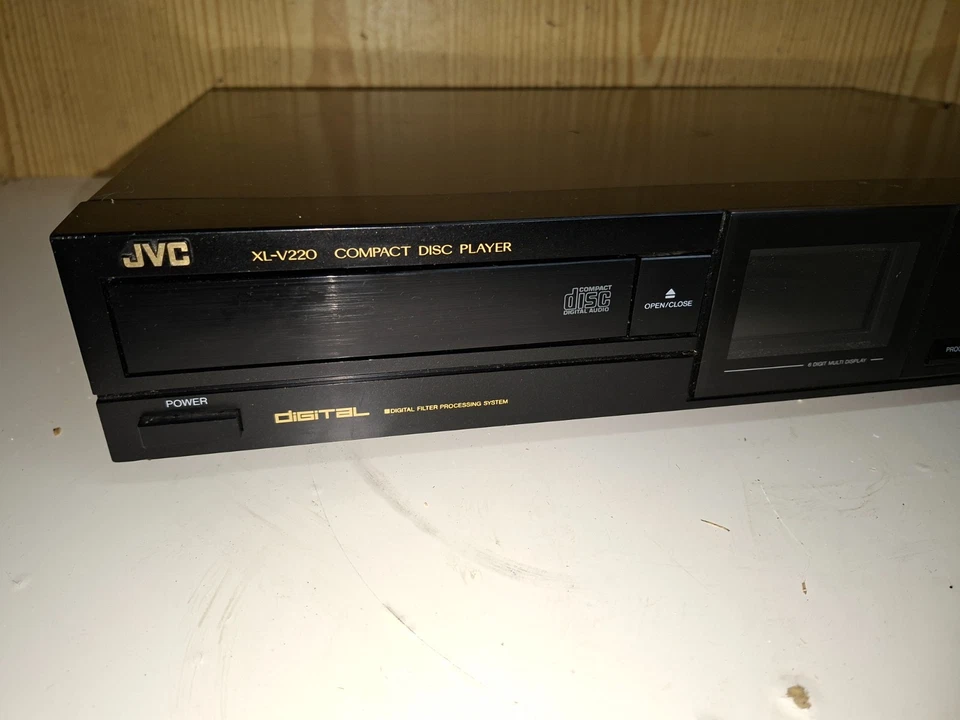 JVC
XL-V220 COMPACT DISC PLAYER
COMPACT
disc
DIGITAL AUDIO
OPEN/CLOSE
6 DIGIT MULTI DISPLAY
POWER
DIGITAL
DIGITAL FILTER PROCESSING SYSTEM